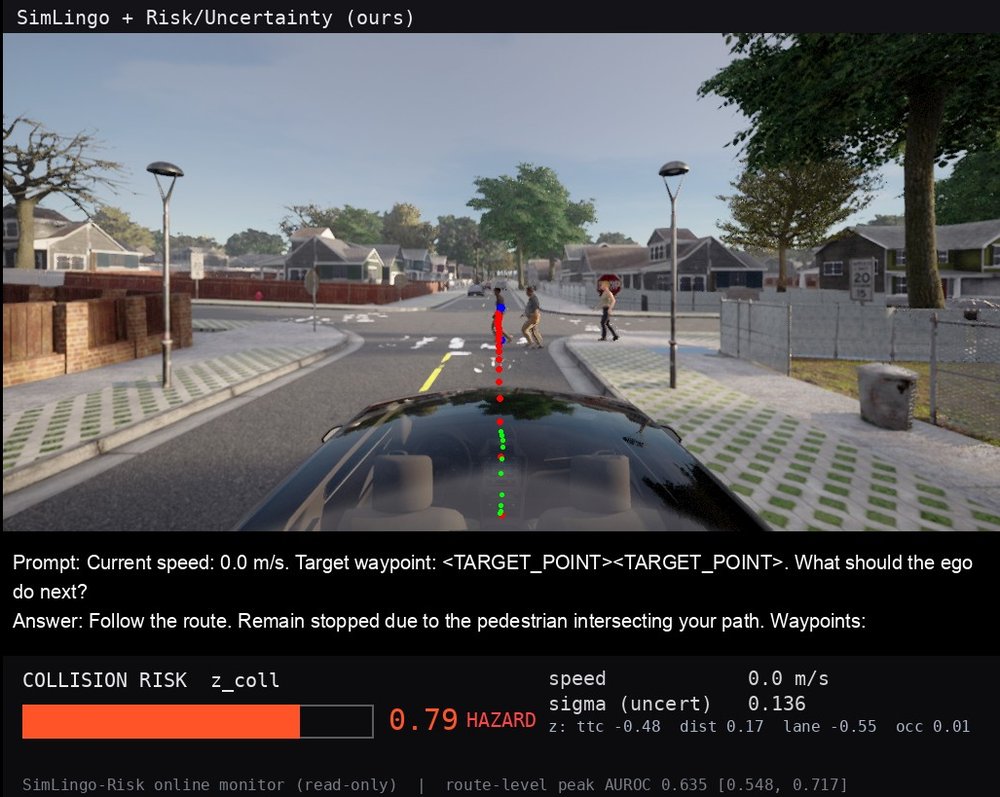 SimLingo + Risk/Uncertainty (ours)
20
Prompt: Current speed: 0.0 m/s. Target waypoint: <TARGET_POINT><TARGET_POINT>. What should the ego
do next?
Answer: Follow the route. Remain stopped due to the pedestrian intersecting your path. Waypoints:
COLLISION RISK z_coll
0.79 HAZARD
speed 0.0 m/s
sigma (uncert) 0.136
z: ttc -0.48 dist 0.17 lane -0.55 occ 0.01
SimLingo-Risk online monitor (read-only) | route-level peak AUROC 0.635 [0.548, 0.717]